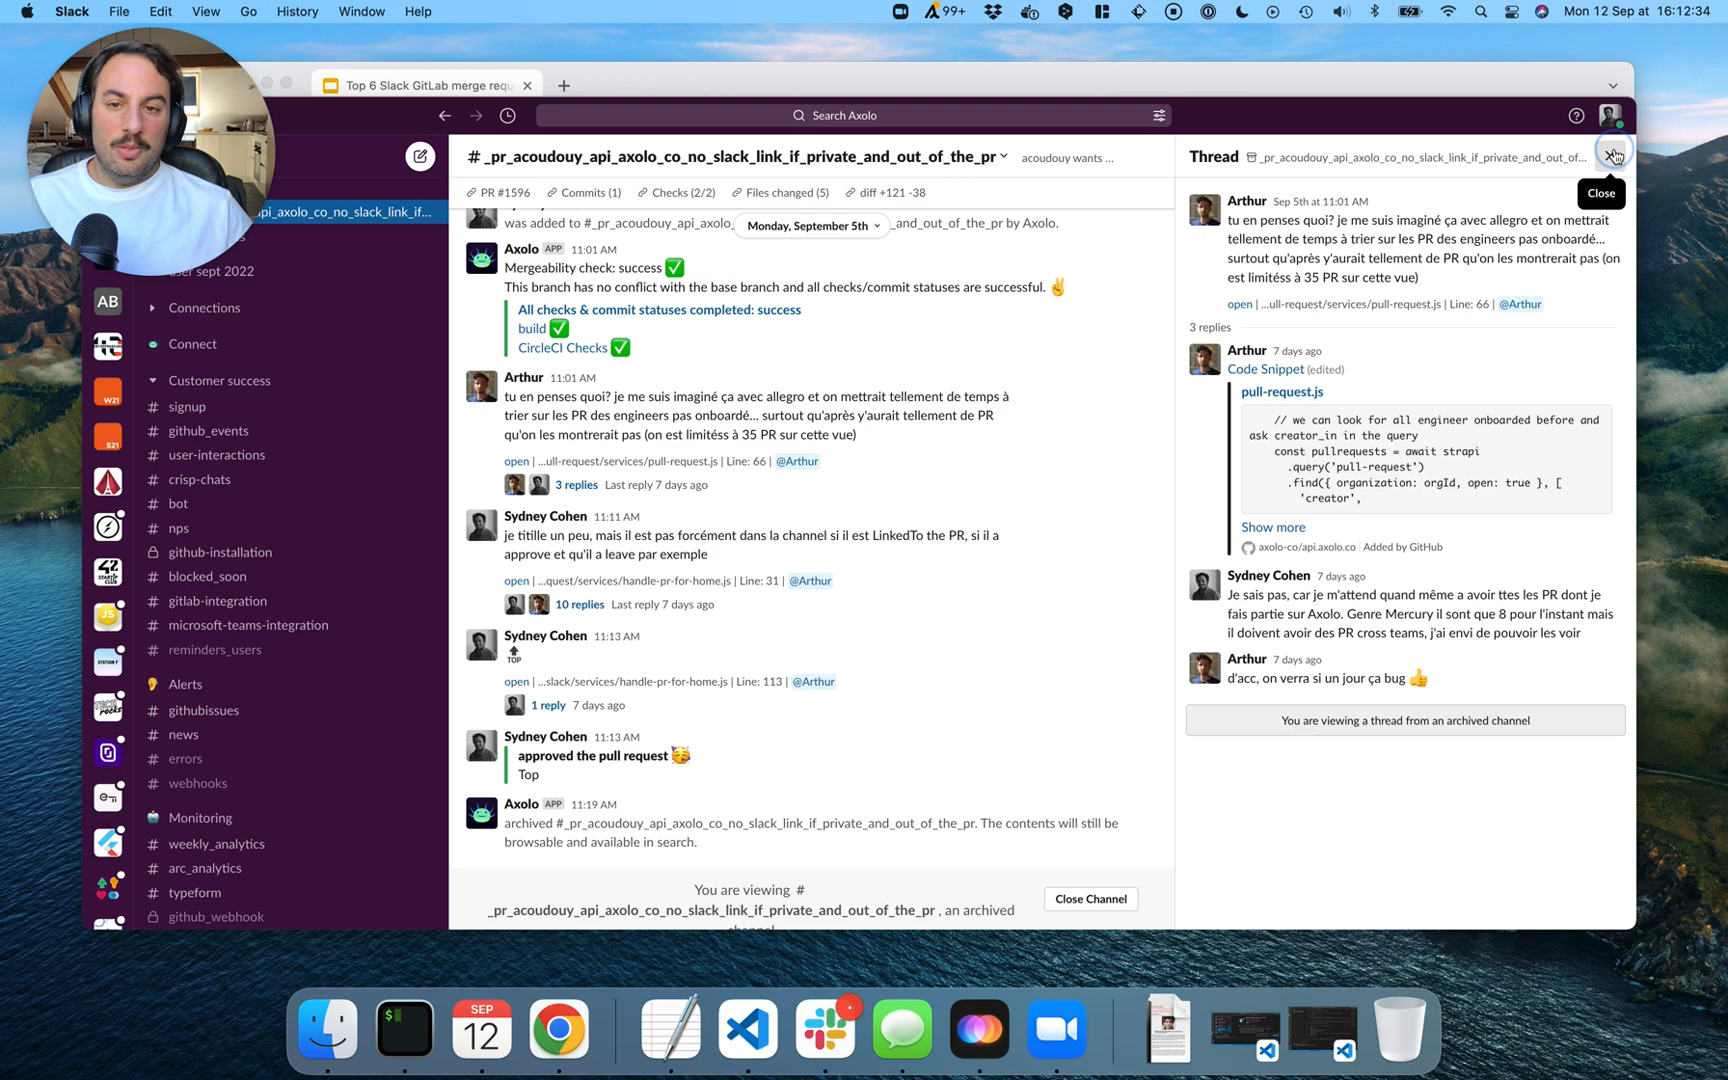 Slack File Edit View Go History Window Help
99+
Mon 12 Sep at 16:12:34
Top 6 Slack GitLab merge requ
Search Axolo
api_axolo_co_no_slack_link_if...
user sept 2022
Connections
Connect
Customer success
# signup
# github_events
# user-interactions
# crisp-chats
# bot
# nps
github-installation
# blocked_soon
# gitlab-integration
# microsoft-teams-integration
# reminders_users
Alerts
# githubissues
# news
# errors
# webhooks
Monitoring
# weekly_analytics
# arc_analytics
# typeform
github_webhook
AB
W21
S21
42
JS
STATION F
TECH
ROCKS
# _pr_acoudouy_api_axolo_co_no_slack_link_if_private_and_out_of_the_pr
acoudouy wants ...
PR #1596 Commits (1) Checks (2/2) Files changed (5) diff +121 -38
was added to #_pr_acoudouy_api_axolo_
Monday, September 5th
_and_out_of_the_pr by Axolo.
Axolo APP 11:01 AM
Mergeability check: success ✅
This branch has no conflict with the base branch and all checks/commit statuses are successful. ✌️
All checks & commit statuses completed: success
build ✅
CircleCI Checks ✅
Arthur 11:01 AM
tu en penses quoi? je me suis imaginé ça avec allegro et on mettrait tellement de temps à
trier sur les PR des engineers pas onboardé... surtout qu'après y'aurait tellement de PR
qu'on les montrerait pas (on est limitéss à 35 PR sur cette vue)
open | ...ull-request/services/pull-request.js | Line: 66 | @Arthur
3 replies Last reply 7 days ago
Sydney Cohen 11:11 AM
je titille un peu, mais il est pas forcément dans la channel si il est LinkedTo the PR, si il a
approve et qu'il a leave par exemple
open | ...quest/services/handle-pr-for-home.js | Line: 31 | @Arthur
10 replies Last reply 7 days ago
Sydney Cohen 11:13 AM
TOP
open | ...slack/services/handle-pr-for-home.js | Line: 113 | @Arthur
1 reply 7 days ago
Sydney Cohen 11:13 AM
approved the pull request 🥳
Top
Axolo APP 11:19 AM
archived #_pr_acoudouy_api_axolo_co_no_slack_link_if_private_and_out_of_the_pr. The contents will still be
browsable and available in search.
You are viewing #
_pr_acoudouy_api_axolo_co_no_slack_link_if_private_and_out_of_the_pr , an archived
channel
Close Channel
Thread _pr_acoudouy_api_axolo_co_no_slack_link_if_private_and_out_of...
Close
Arthur Sep 5th at 11:01 AM
tu en penses quoi? je me suis imaginé ça avec allegro et on mettrait
tellement de temps à trier sur les PR des engineers pas onboardé...
surtout qu'après y'aurait tellement de PR qu'on les montrerait pas (on
est limitéss à 35 PR sur cette vue)
open | ...ull-request/services/pull-request.js | Line: 66 | @Arthur
3 replies
Arthur 7 days ago
Code Snippet (edited)
pull-request.js
// we can look for all engineer onboarded before and
ask creator_in in the query
const pullrequests = await strapi
.query('pull-request')
.find({ organization: orgId, open: true }, [
'creator',
Show more
axolo-co/api.axolo.co | Added by GitHub
Sydney Cohen 7 days ago
Je sais pas, car je m'attend quand même a avoir ttes les PR dont je
fais partie sur Axolo. Genre Mercury il sont que 8 pour l'instant mais
il doivent avoir des PR cross teams, j'ai envi de pouvoir les voir
Arthur 7 days ago
d'acc, on verra si un jour ça bug 👍
You are viewing a thread from an archived channel
$
SEP
12